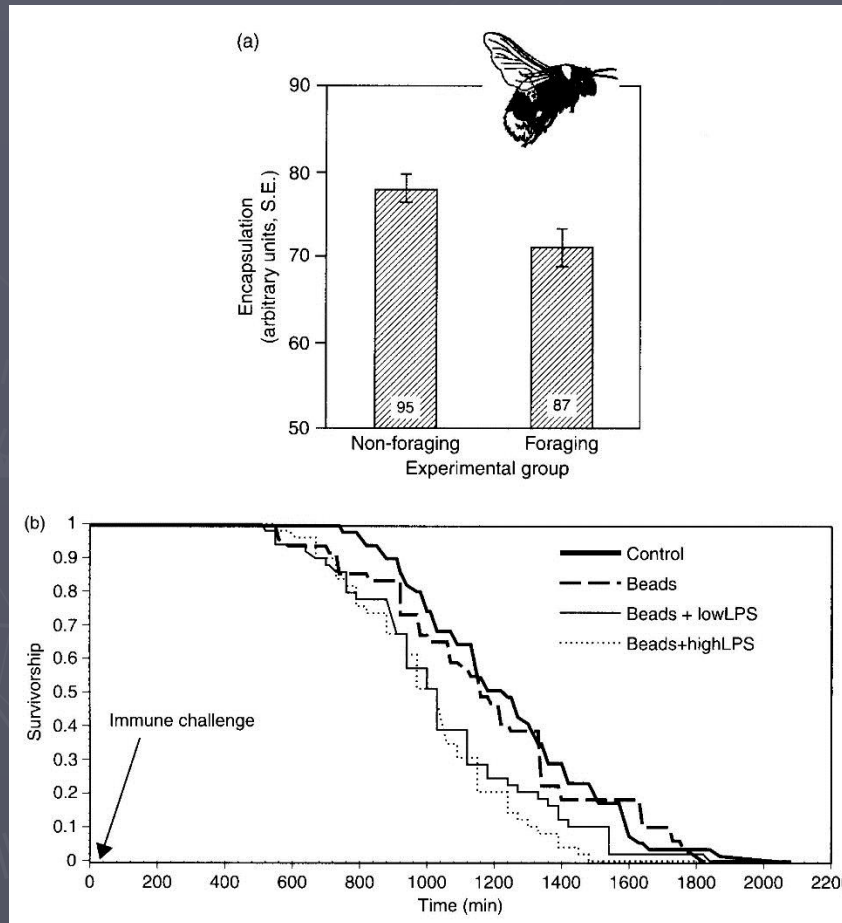 (a)
90
80
70
60
50
Encapsulation
(arbitrary units, S.E.)
95
87
Non-foraging
Foraging
Experimental group
(b)
1
0.9
0.8
0.7
0.6
0.5
0.4
0.3
0.2
0.1
0
Survivorship
Control
Beads
Beads + lowLPS
Beads+highLPS
Immune challenge
0 200 400 600 800 1000 1200 1400 1600 1800 2000 2200
Time (min)